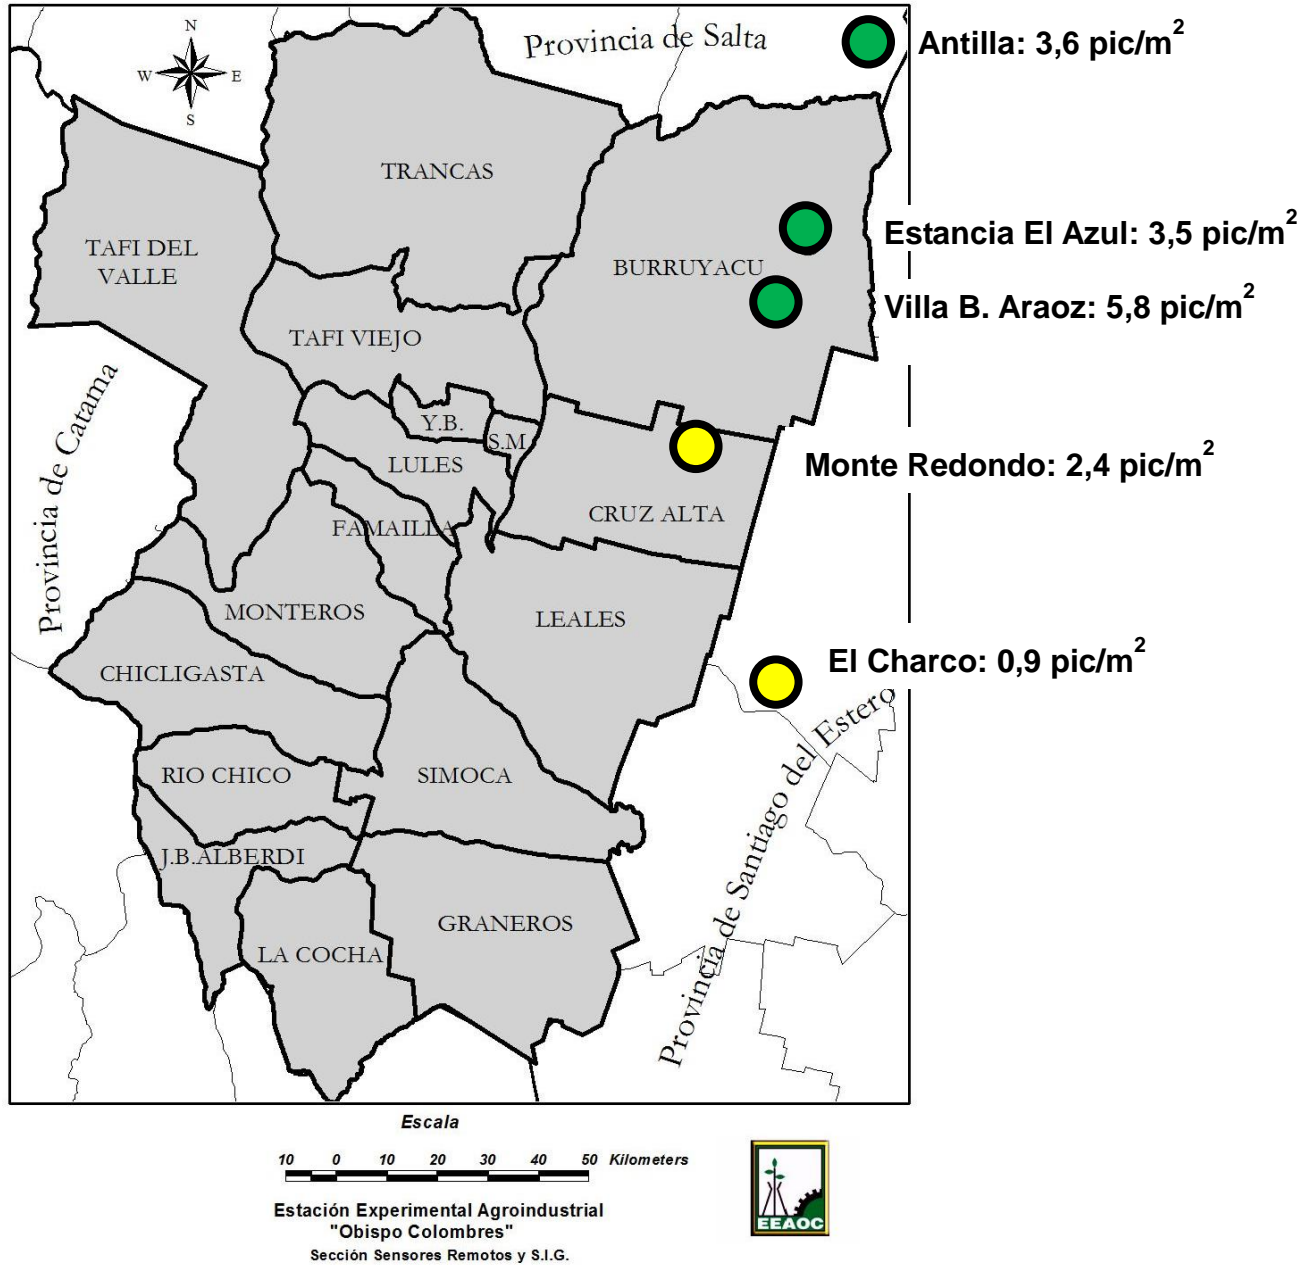 N
W E
S
Provincia de Salta
Antilla: 3,6 pic/m²
TRANCAS
TAFI DEL
VALLE
BURRUYACU
Estancia El Azul: 3,5 pic/m²
Villa B. Araoz: 5,8 pic/m²
TAFI VIEJO
Provincia de Catama
Y.B.
S.M.
LULES
Monte Redondo: 2,4 pic/m²
CRUZ ALTA
FAMAILLA
MONTEROS
LEALES
El Charco: 0,9 pic/m²
CHICLIGASTA
Provincia de Santiago del Estero
RIO CHICO
SIMOCA
J.B.ALBERDI
GRANEROS
LA COCHA
Escala
10 0 10 20 30 40 50 Kilometers
Estación Experimental Agroindustrial
"Obispo Colombres"
Sección Sensores Remotos y S.I.G.
EEAOC